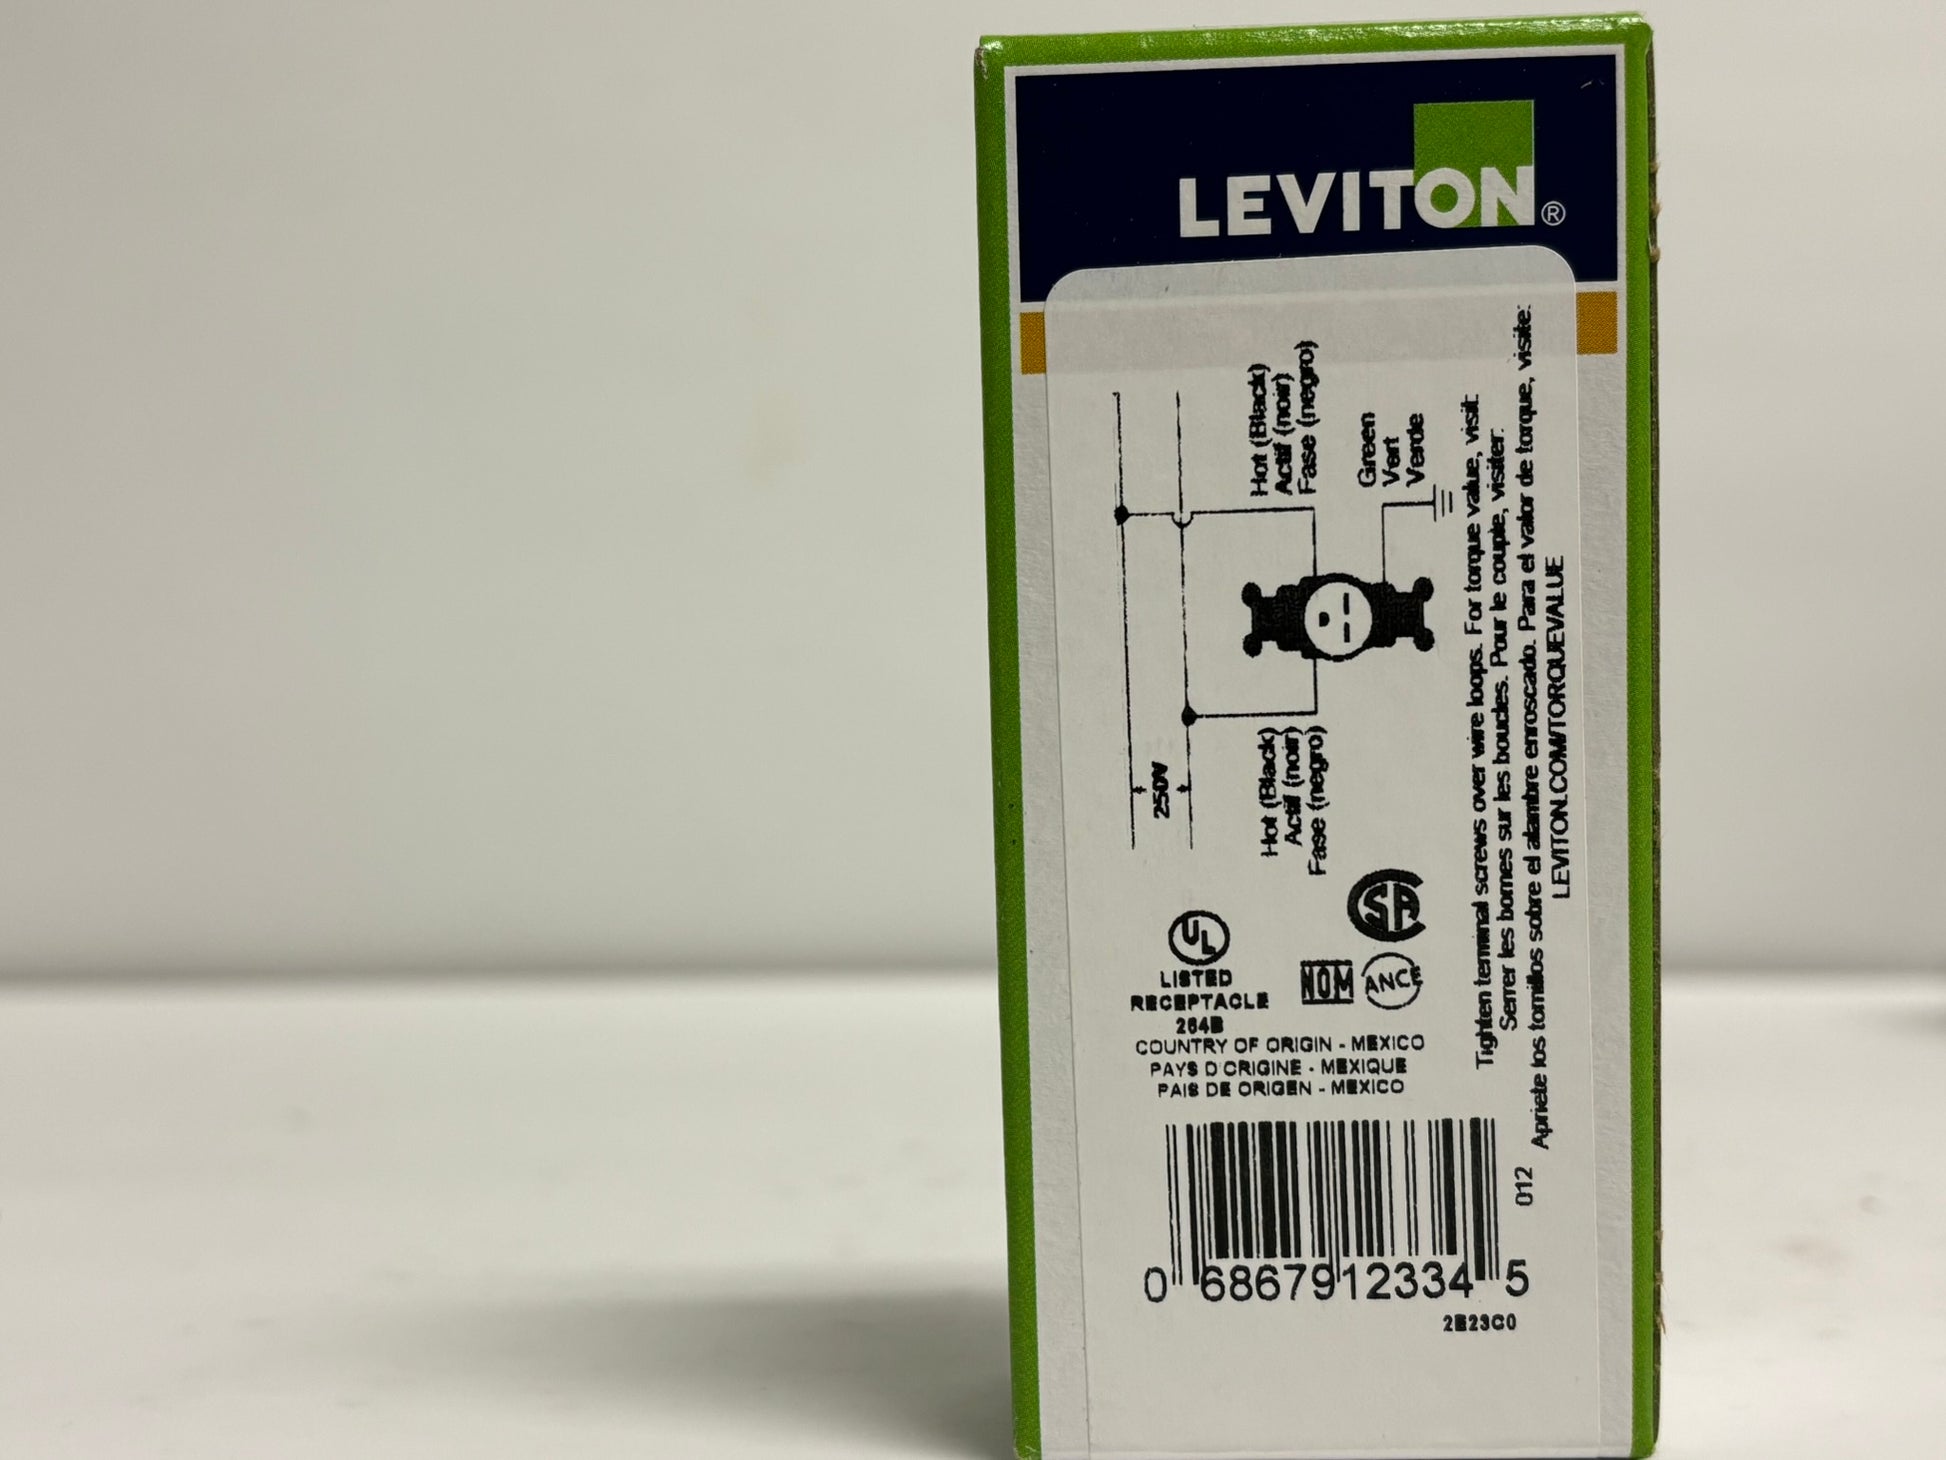 LEVITON®
Hot (Black)
Actif (noir)
Fase (negro)
Green
Vert
Verde
250V
Hot (Black)
Actif (noir)
Fase (negro)
Tighten terminal screws over wire loops. For torque value, visit:
Serrer les bornes sur les boucles. Pour le couple, visiter:
Apriete los tornillos sobre el alambre enroscado. Para el valor de torque, visite:
LEVITON.COM/TORQUEVALUE
UL
LISTED
RECEPTACLE
264B
CSA
NOM
ANCE
COUNTRY OF ORIGIN - MEXICO
PAYS D'ORIGINE - MEXIQUE
PAIS DE ORIGEN - MEXICO
012
0 68679 12334 5
2E23C0